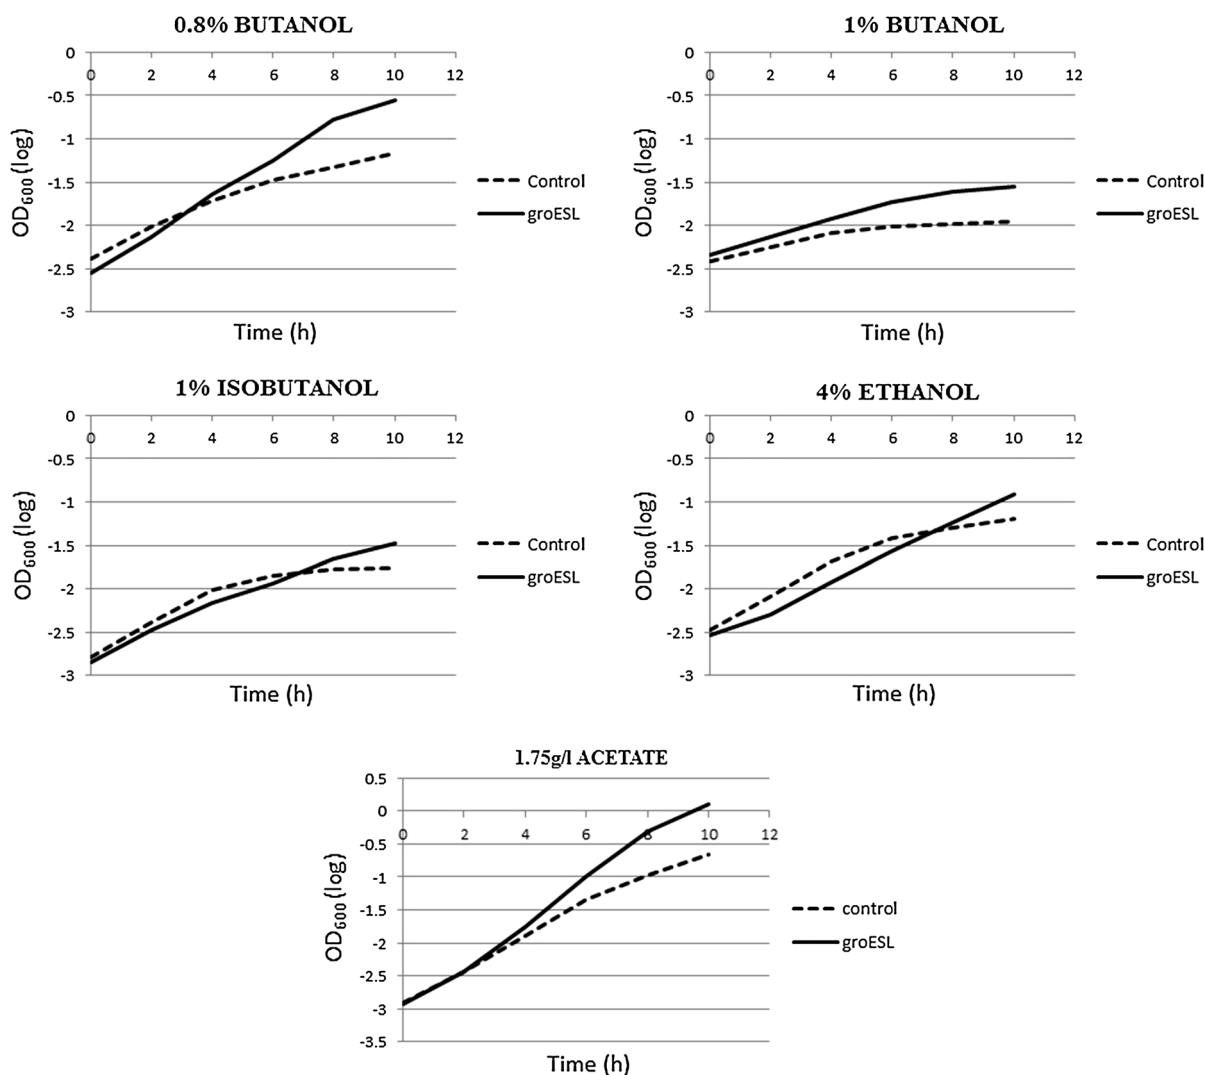 0.8% BUTANOL
0
0 2 4 6 8 10 12
-0.5
-1
-1.5
-2
-2.5
-3
OD600 (log)
Time (h)
Control
groESL
1% BUTANOL
0
0 2 4 6 8 10 12
-0.5
-1
-1.5
-2
-2.5
-3
OD600 (log)
Time (h)
Control
groESL
1% ISOBUTANOL
0
0 2 4 6 8 10 12
-0.5
-1
-1.5
-2
-2.5
-3
OD600 (log)
Time (h)
Control
groESL
4% ETHANOL
0
0 2 4 6 8 10 12
-0.5
-1
-1.5
-2
-2.5
-3
OD600 (log)
Time (h)
Control
groESL
1.75g/l ACETATE
0.5
0
0 2 4 6 8 10 12
-0.5
-1
-1.5
-2
-2.5
-3
-3.5
OD600 (log)
Time (h)
control
groESL